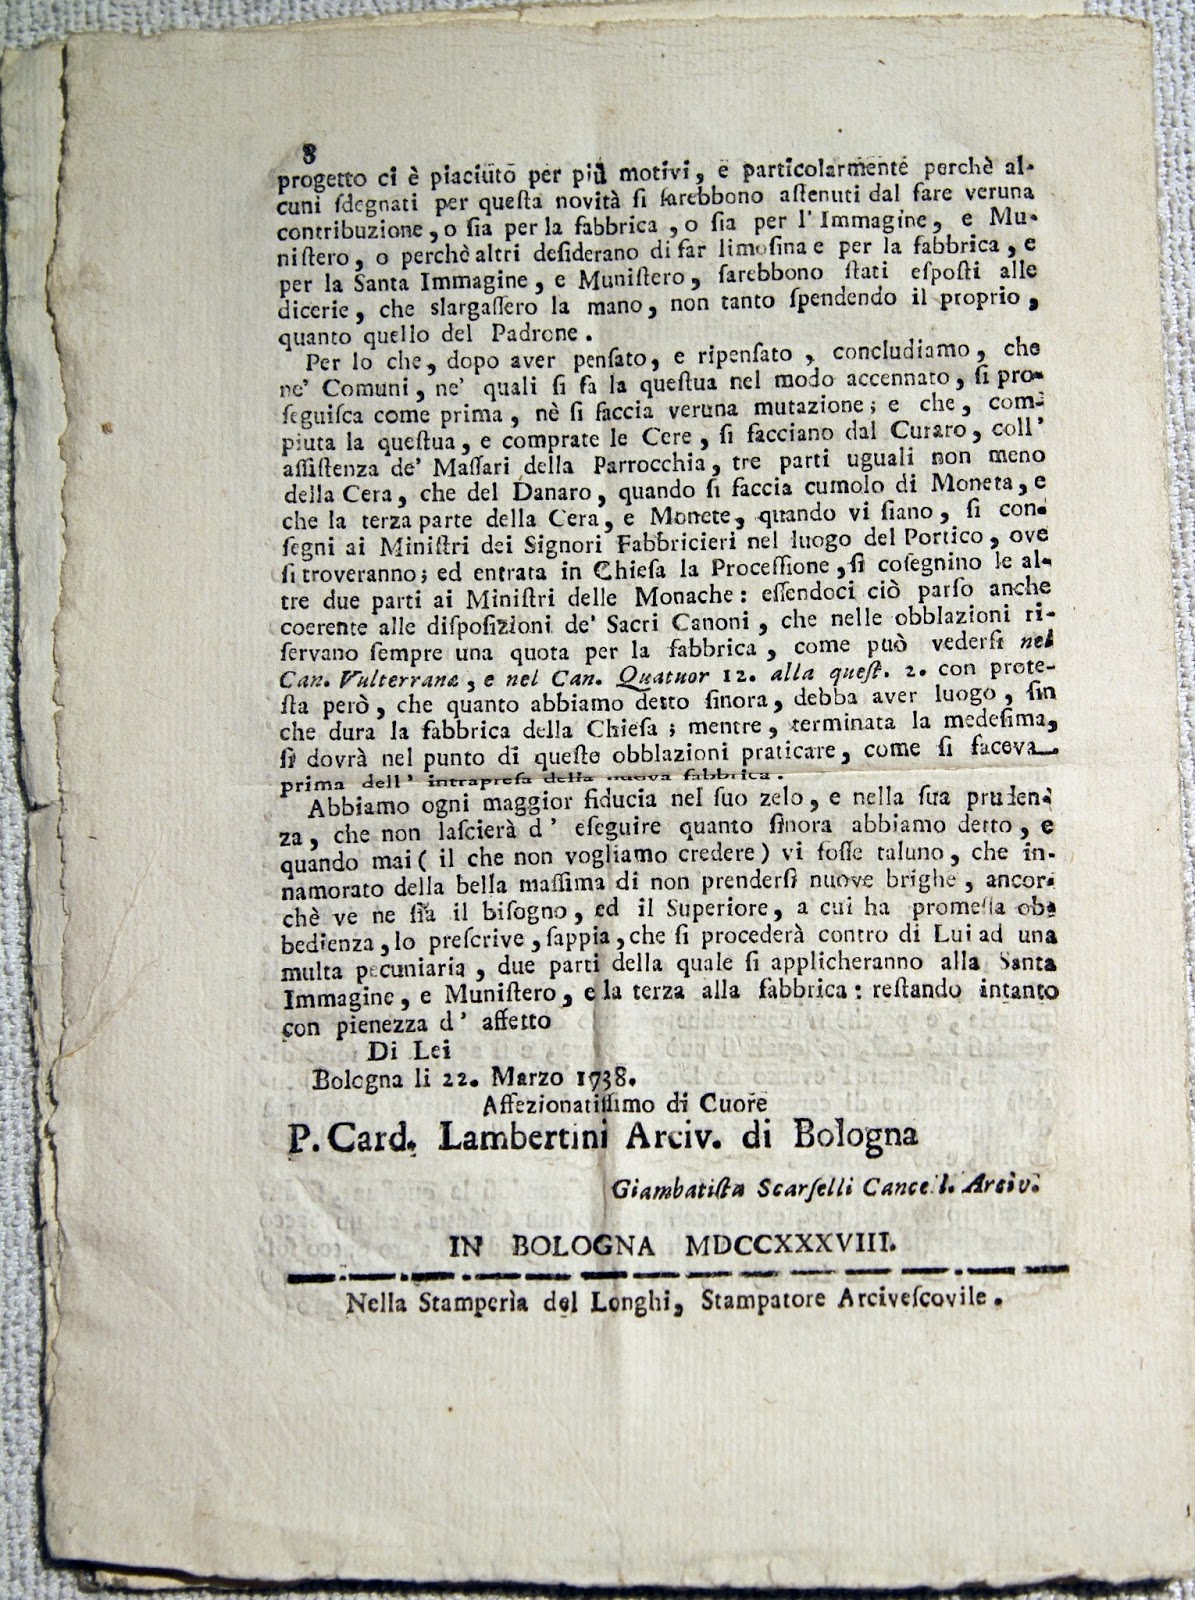 8
progetto ci è piaciuto per più motivi, e particolarmente perchè al-
cuni ſdegnati per queſta novità ſi ſarebbono aſtenuti dal fare veruna
contribuzione, o ſia per la fabbrica, o ſia per l' Immagine, e Mu-
niſtero, o perchè altri deſiderano di far limoſina e per la fabbrica, e
per la Santa Immagine, e Muniſtero, ſarebbono ſtati eſpoſti alle
dicerie, che slargaſſero la mano, non tanto ſpendendo il proprio,
quanto quello del Padrone.
Per lo che, dopo aver penſato, e ripenſato, concludiamo, che
ne' Comuni, ne' quali ſi fa la queſtua nel modo accennato, ſi pro-
ſeguiſca come prima, nè ſi faccia veruna mutazione; e che, com-
piuta la queſtua, e comprate le Cere, ſi facciano dal Curaro, coll'
aſſiſtenza de' Maſſari della Parrocchia, tre parti uguali non meno
della Cera, che del Danaro, quando ſi faccia cumolo di Moneta, e
che la terza parte della Cera, e Monete, quando vi ſiano, ſi con-
ſegni ai Miniſtri dei Signori Fabbricieri nel luogo del Portico, ove
ſi troveranno; ed entrata in Chieſa la Proceſſione, ſi coſegnino le al-
tre due parti ai Miniſtri delle Monache: eſſendoci ciò parſo anche
coerente alle diſpoſizioni de' Sacri Canoni, che nelle obblazioni ri-
ſervano ſempre una quota per la fabbrica, come può vederſi nel
Can. Vulterranæ, e nel Can. Quatuor 12. alla queſt. 2. con prote-
ſta però, che quanto abbiamo detto ſinora, debba aver luogo, ſin
che dura la fabbrica della Chieſa; mentre, terminata la medeſima,
ſi dovrà nel punto di queſte obblazioni praticare, come ſi faceva
prima dell' intrapreſa della nuova fabbrica.
Abbiamo ogni maggior fiducia nel ſuo zelo, e nella ſua pruden-
za, che non laſcierà d' eſeguire quanto ſinora abbiamo detto, e
quando mai ( il che non vogliamo credere ) vi foſſe taluno, che in-
namorato della bella maſſima di non prenderſi nuove brighe, ancor-
chè ve ne ſia il biſogno, ed il Superiore, a cui ha promeſſa ob-
bedienza, lo preſcrive, ſappia, che ſi procederà contro di Lui ad una
multa pecuniaria, due parti della quale ſi applicheranno alla Santa
Immagine, e Muniſtero, e la terza alla fabbrica: reſtando intanto
con pienezza d' affetto
Di Lei
Bologna li 22. Marzo 1738.
Affezionatiſſimo di Cuore
P. Card. Lambertini Arciv. di Bologna
Giambatiſta Scarſelli Cancell. Arciv.
IN BOLOGNA MDCCXXXVIII.
Nella Stamperìa del Longhi, Stampatore Arciveſcovile.